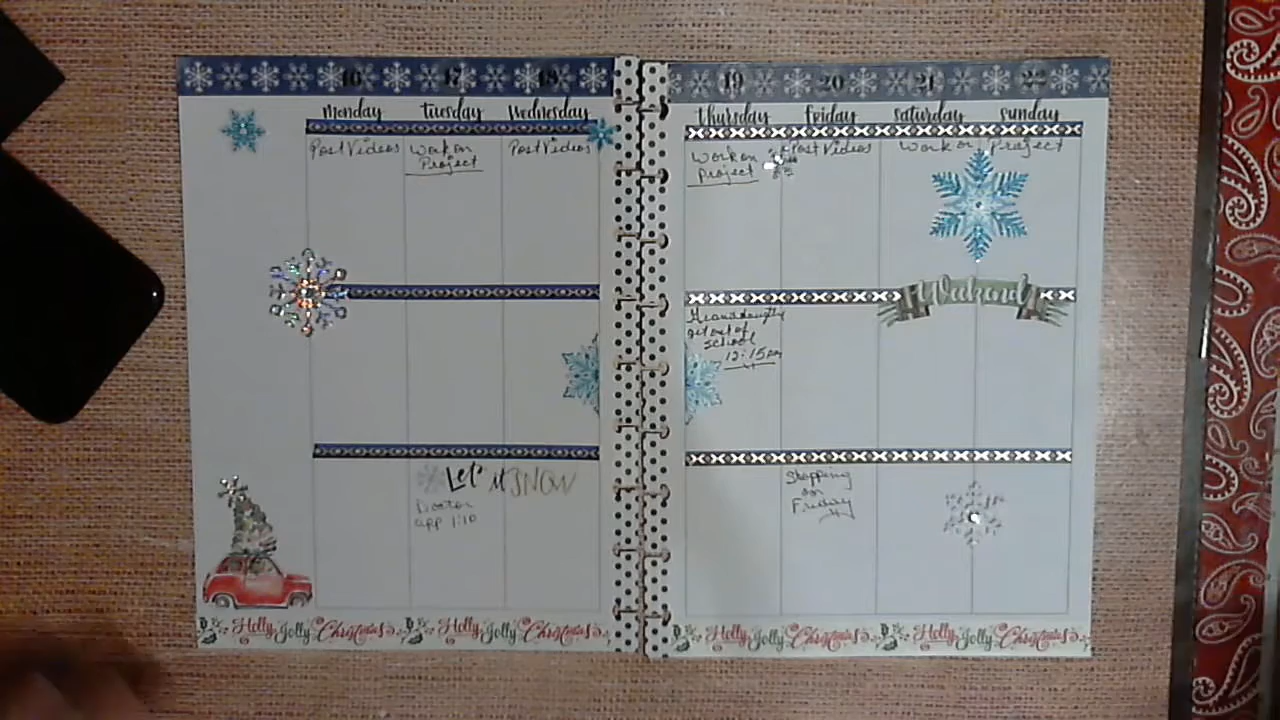 16 17 18
monday tuesday wednesday
Post Videos
Work on
Project
Post Videos
Let it SNOW
Doctor
app 1:10
Holly Jolly Christmas Holly Jolly Christmas
19 20 21 22
thursday friday saturday sunday
Work on
Project
Post Videos
Work on Project
Weekend
get out of
school
12:15pm
Shopping
on
Friday
Holly Jolly Christmas Holly Jolly Christmas